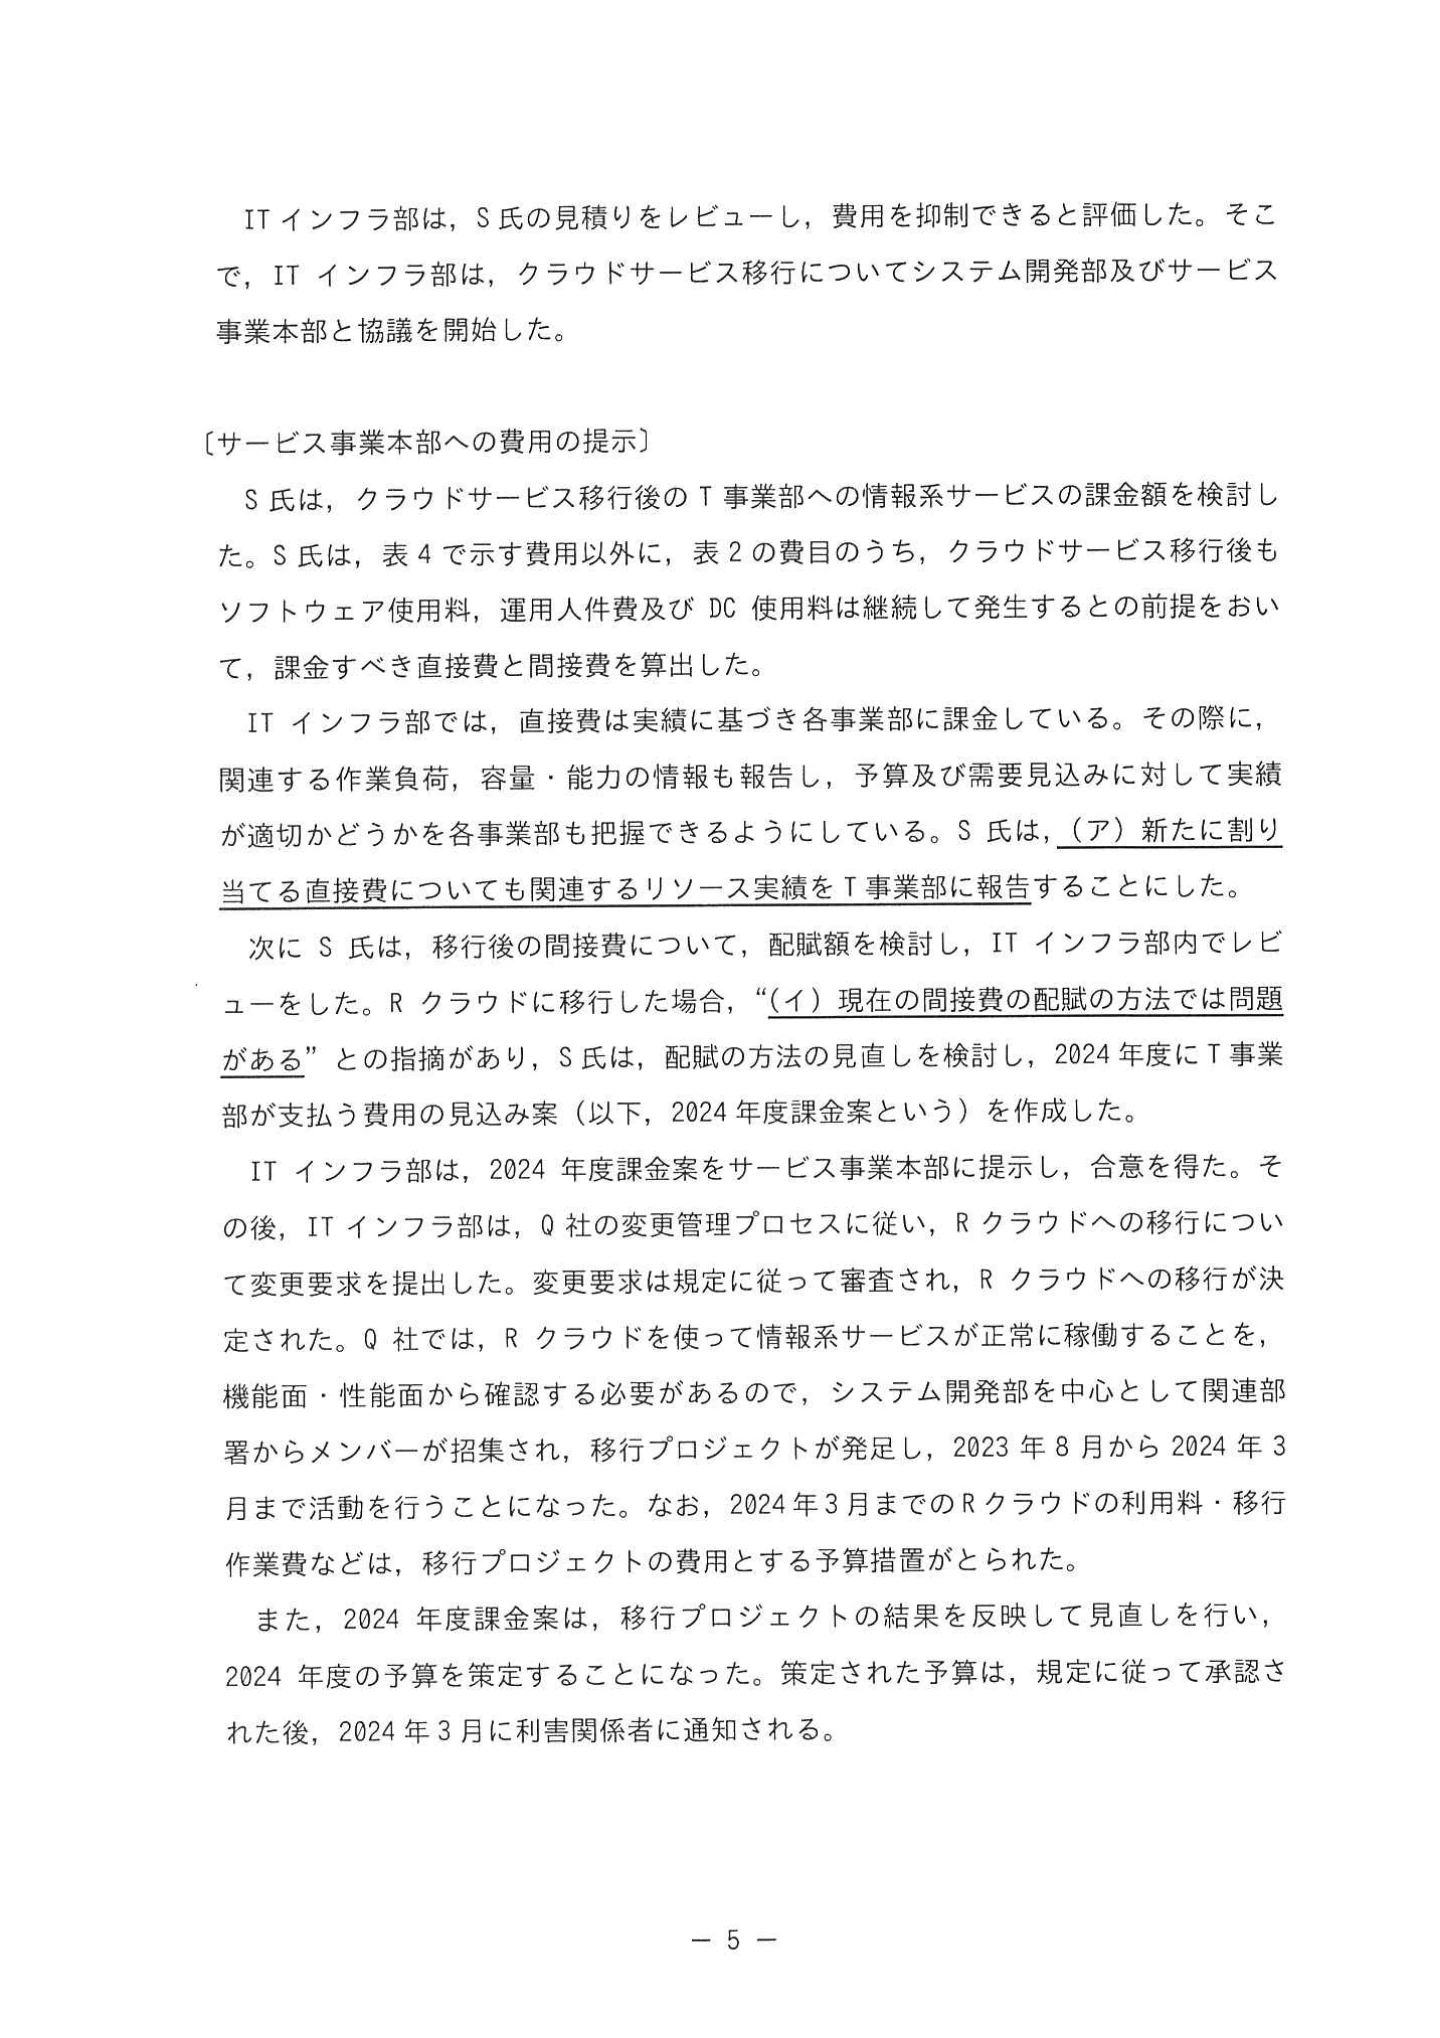 IT インフラ部は，S 氏の見積りをレビューし，費用を抑制できると評価した。そこ
で，IT インフラ部は，クラウドサービス移行についてシステム開発部及びサービス
事業本部と協議を開始した。
〔サービス事業本部への費用の提示〕
S 氏は，クラウドサービス移行後の T 事業部への情報系サービスの課金額を検討し
た。S 氏は，表 4 で示す費用以外に，表 2 の費目のうち，クラウドサービス移行後も
ソフトウェア使用料，運用人件費及び DC 使用料は継続して発生するとの前提をおい
て，課金すべき直接費と間接費を算出した。
IT インフラ部では，直接費は実績に基づき各事業部に課金している。その際に，
関連する作業負荷，容量・能力の情報も報告し，予算及び需要見込みに対して実績
が適切かどうかを各事業部も把握できるようにしている。S 氏は，（ア）新たに割り
当てる直接費についても関連するリソース実績を T 事業部に報告することにした。
次に S 氏は，移行後の間接費について，配賦額を検討し，IT インフラ部内でレビ
ューをした。R クラウドに移行した場合，“（イ）現在の間接費の配賦の方法では問題
がある” との指摘があり，S 氏は，配賦の方法の見直しを検討し，2024 年度に T 事業
部が支払う費用の見込み案（以下，2024 年度課金案という）を作成した。
IT インフラ部は，2024 年度課金案をサービス事業本部に提示し，合意を得た。そ
の後，IT インフラ部は，Q 社の変更管理プロセスに従い，R クラウドへの移行につい
て変更要求を提出した。変更要求は規定に従って審査され，R クラウドへの移行が決
定された。Q 社では，R クラウドを使って情報系サービスが正常に稼働することを，
機能面・性能面から確認する必要があるので，システム開発部を中心として関連部
署からメンバーが招集され，移行プロジェクトが発足し，2023 年 8 月から 2024 年 3
月まで活動を行うことになった。なお，2024 年 3 月までの R クラウドの利用料・移行
作業費などは，移行プロジェクトの費用とする予算措置がとられた。
また，2024 年度課金案は，移行プロジェクトの結果を反映して見直しを行い，
2024 年度の予算を策定することになった。策定された予算は，規定に従って承認さ
れた後，2024 年 3 月に利害関係者に通知される。
－ 5 －